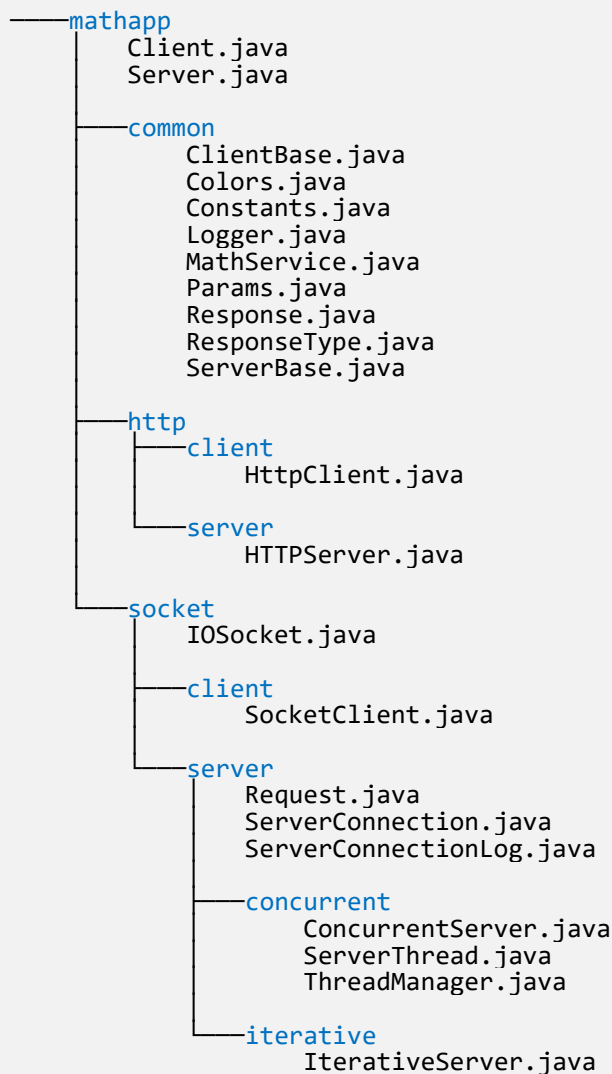 mathapp
Client.java
Server.java
common
ClientBase.java
Colors.java
Constants.java
Logger.java
MathService.java
Params.java
Response.java
ResponseType.java
ServerBase.java
http
client
HttpClient.java
server
HTTPServer.java
socket
IOSocket.java
client
SocketClient.java
server
Request.java
ServerConnection.java
ServerConnectionLog.java
concurrent
ConcurrentServer.java
ServerThread.java
ThreadManager.java
iterative
IterativeServer.java